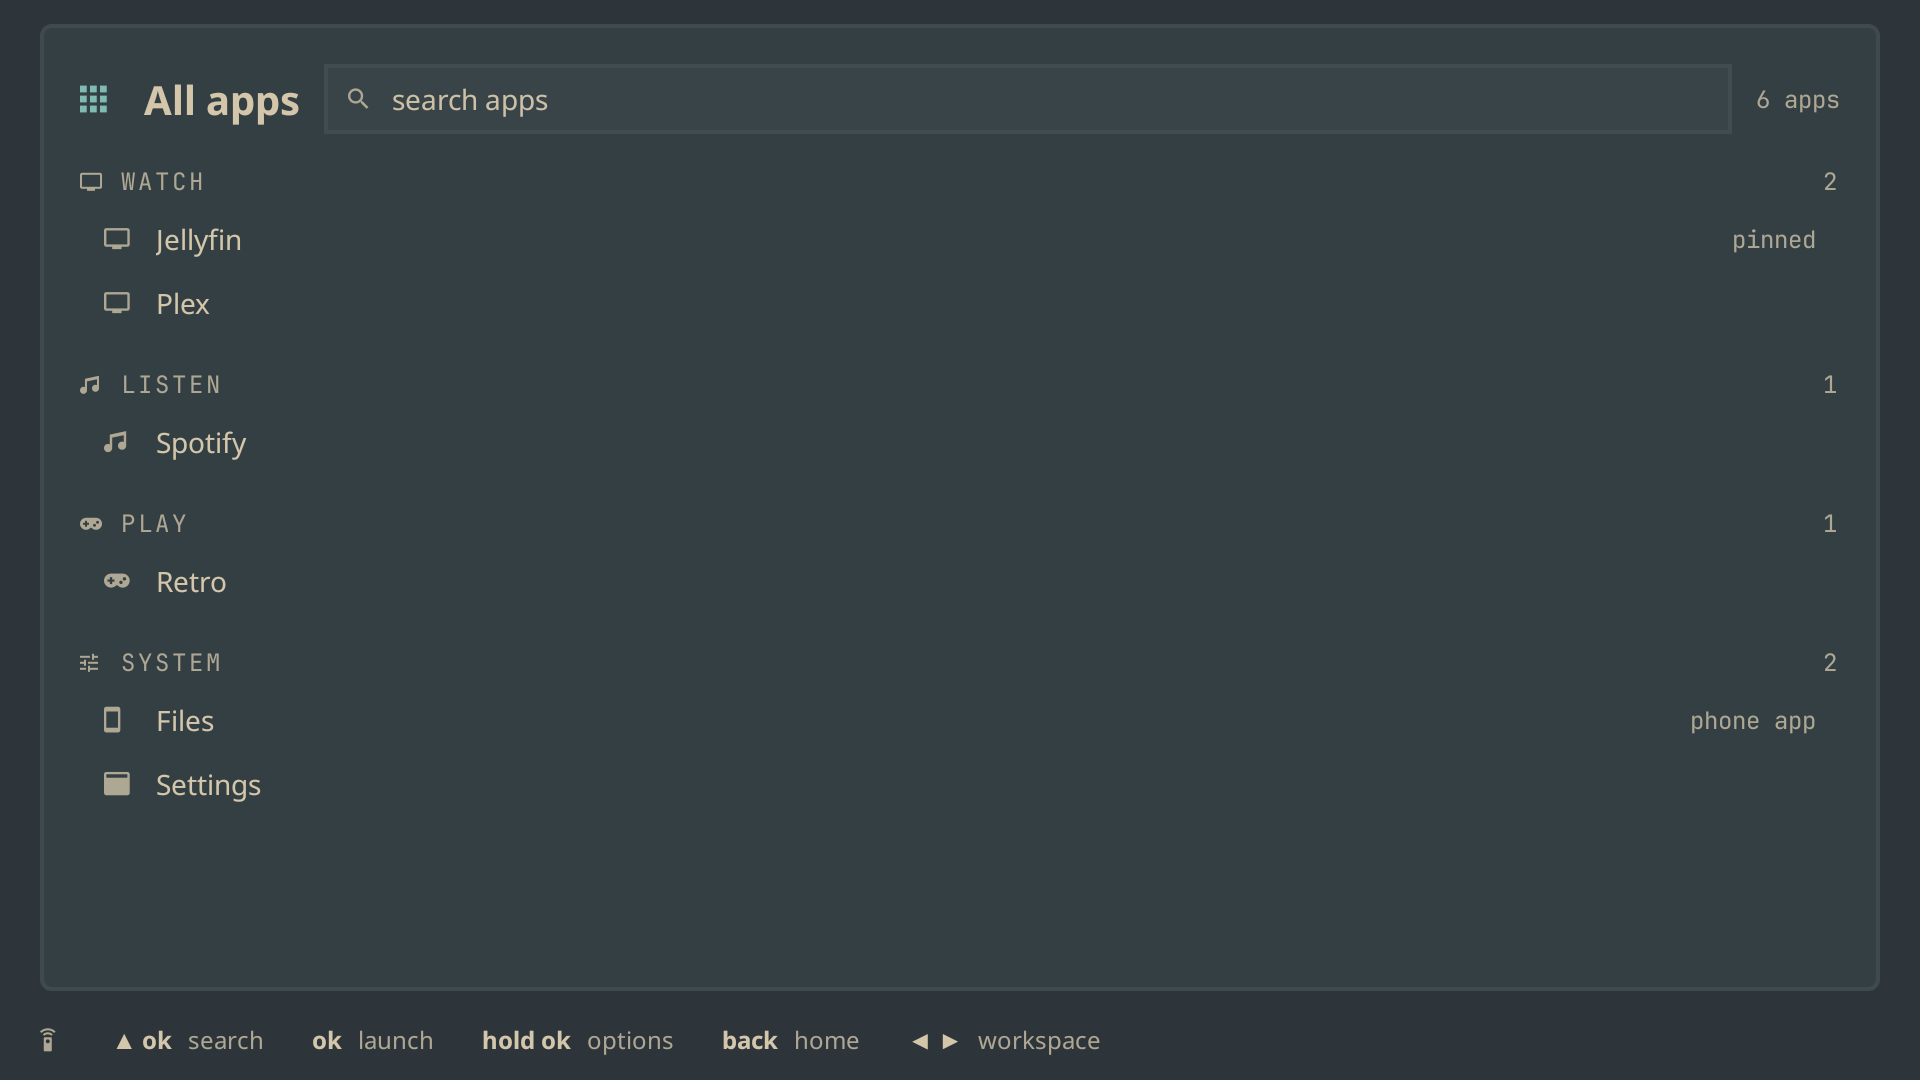 All apps
search apps
6 apps
WATCH 2
Jellyfin pinned
Plex
LISTEN 1
Spotify
PLAY 1
Retro
SYSTEM 2
Files phone app
Settings
▲ ok search ok launch hold ok options back home ◀ ▶ workspace